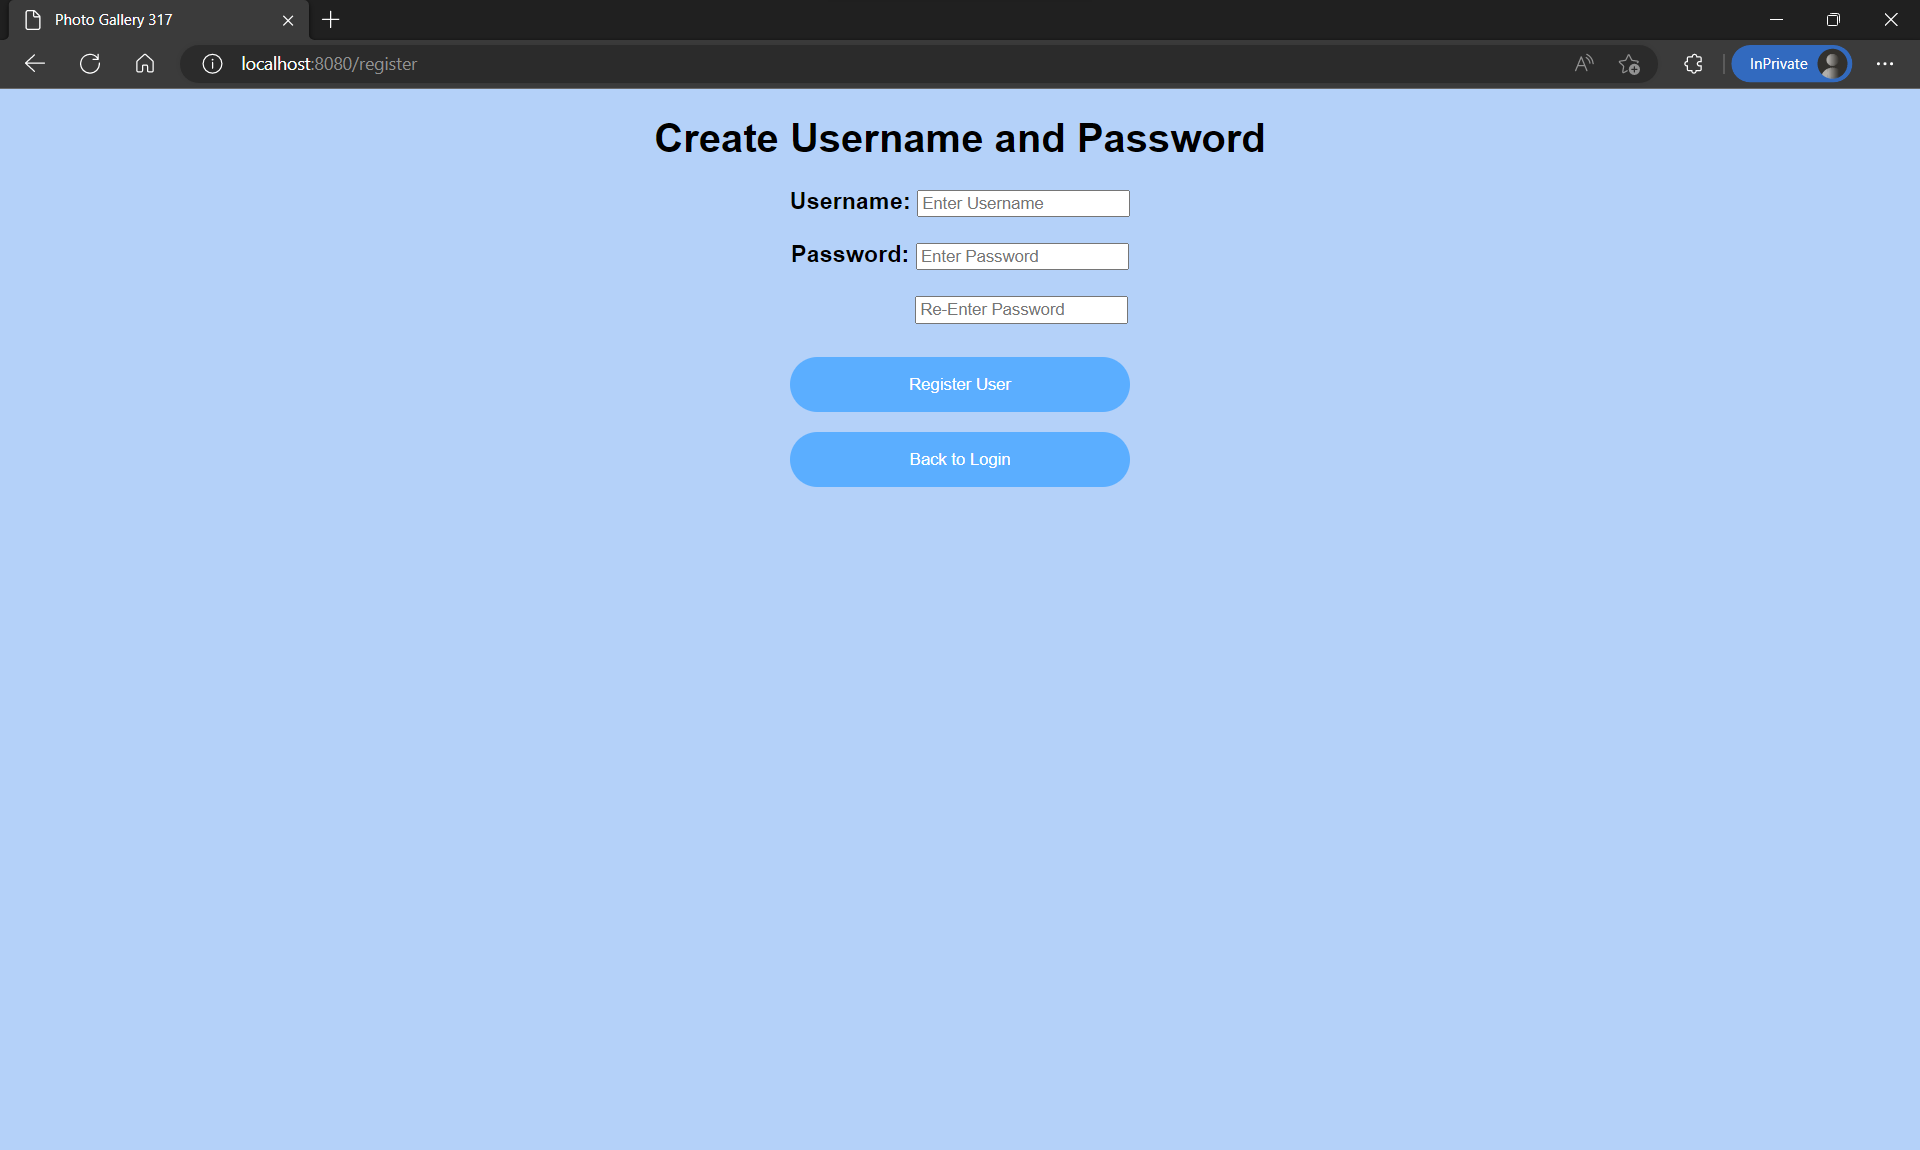 Photo Gallery 317
localhost:8080/register
InPrivate
Create Username and Password
Username: Enter Username
Password: Enter Password
Re-Enter Password
Register User
Back to Login